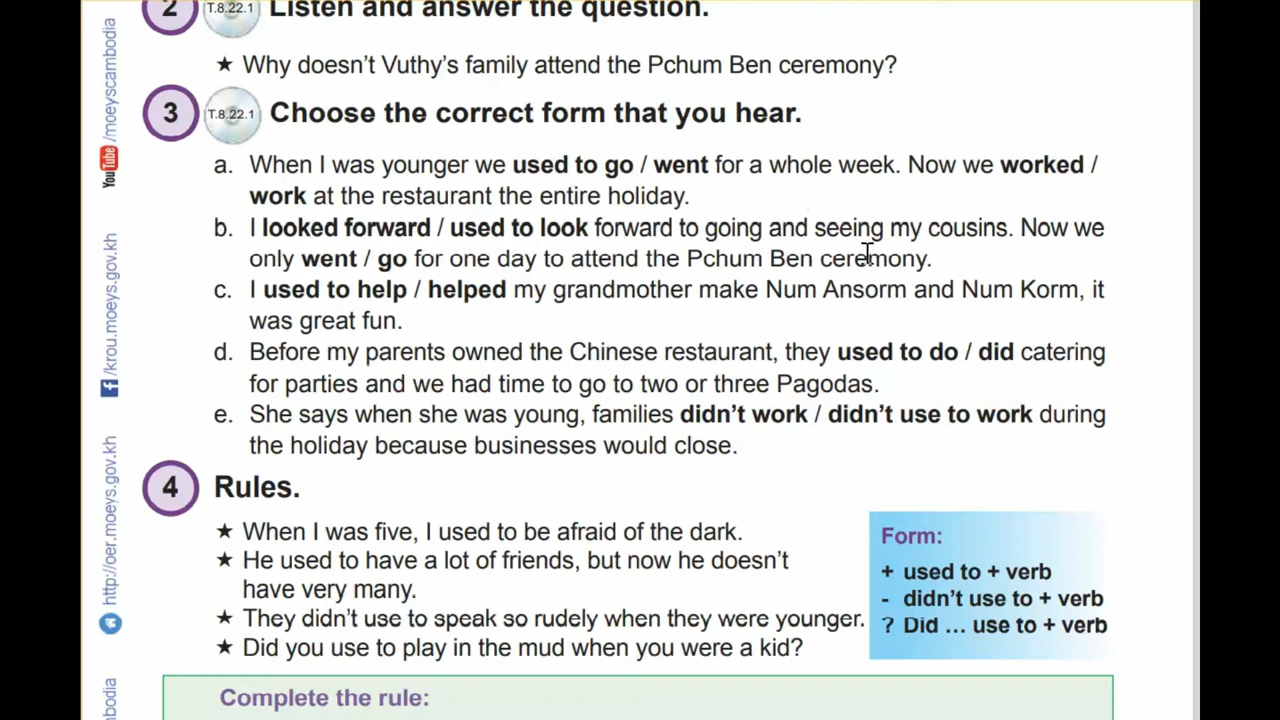 2 T.8.22.1 Listen and answer the question.
★ Why doesn't Vuthy's family attend the Pchum Ben ceremony?
3 T.8.22.1 Choose the correct form that you hear.
a. When I was younger we used to go / went for a whole week. Now we worked /
work at the restaurant the entire holiday.
b. I looked forward / used to look forward to going and seeing my cousins. Now we
only went / go for one day to attend the Pchum Ben ceremony.
c. I used to help / helped my grandmother make Num Ansorm and Num Korm, it
was great fun.
d. Before my parents owned the Chinese restaurant, they used to do / did catering
for parties and we had time to go to two or three Pagodas.
e. She says when she was young, families didn't work / didn't use to work during
the holiday because businesses would close.
4 Rules.
★ When I was five, I used to be afraid of the dark.
★ He used to have a lot of friends, but now he doesn't
have very many.
★ They didn't use to speak so rudely when they were younger.
★ Did you use to play in the mud when you were a kid?
Form:
+ used to + verb
- didn't use to + verb
? Did ... use to + verb
Complete the rule:
YouTube /moeyscambodia
f /krou.moeys.gov.kh
http://oer.moeys.gov.kh